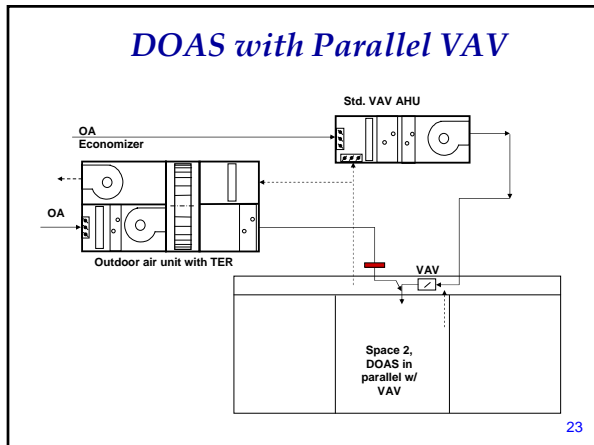 DOAS with Parallel VAV
Std. VAV AHU
OA
Economizer
OA
Outdoor air unit with TER
VAV
Space 2,
DOAS in
parallel w/
VAV
23